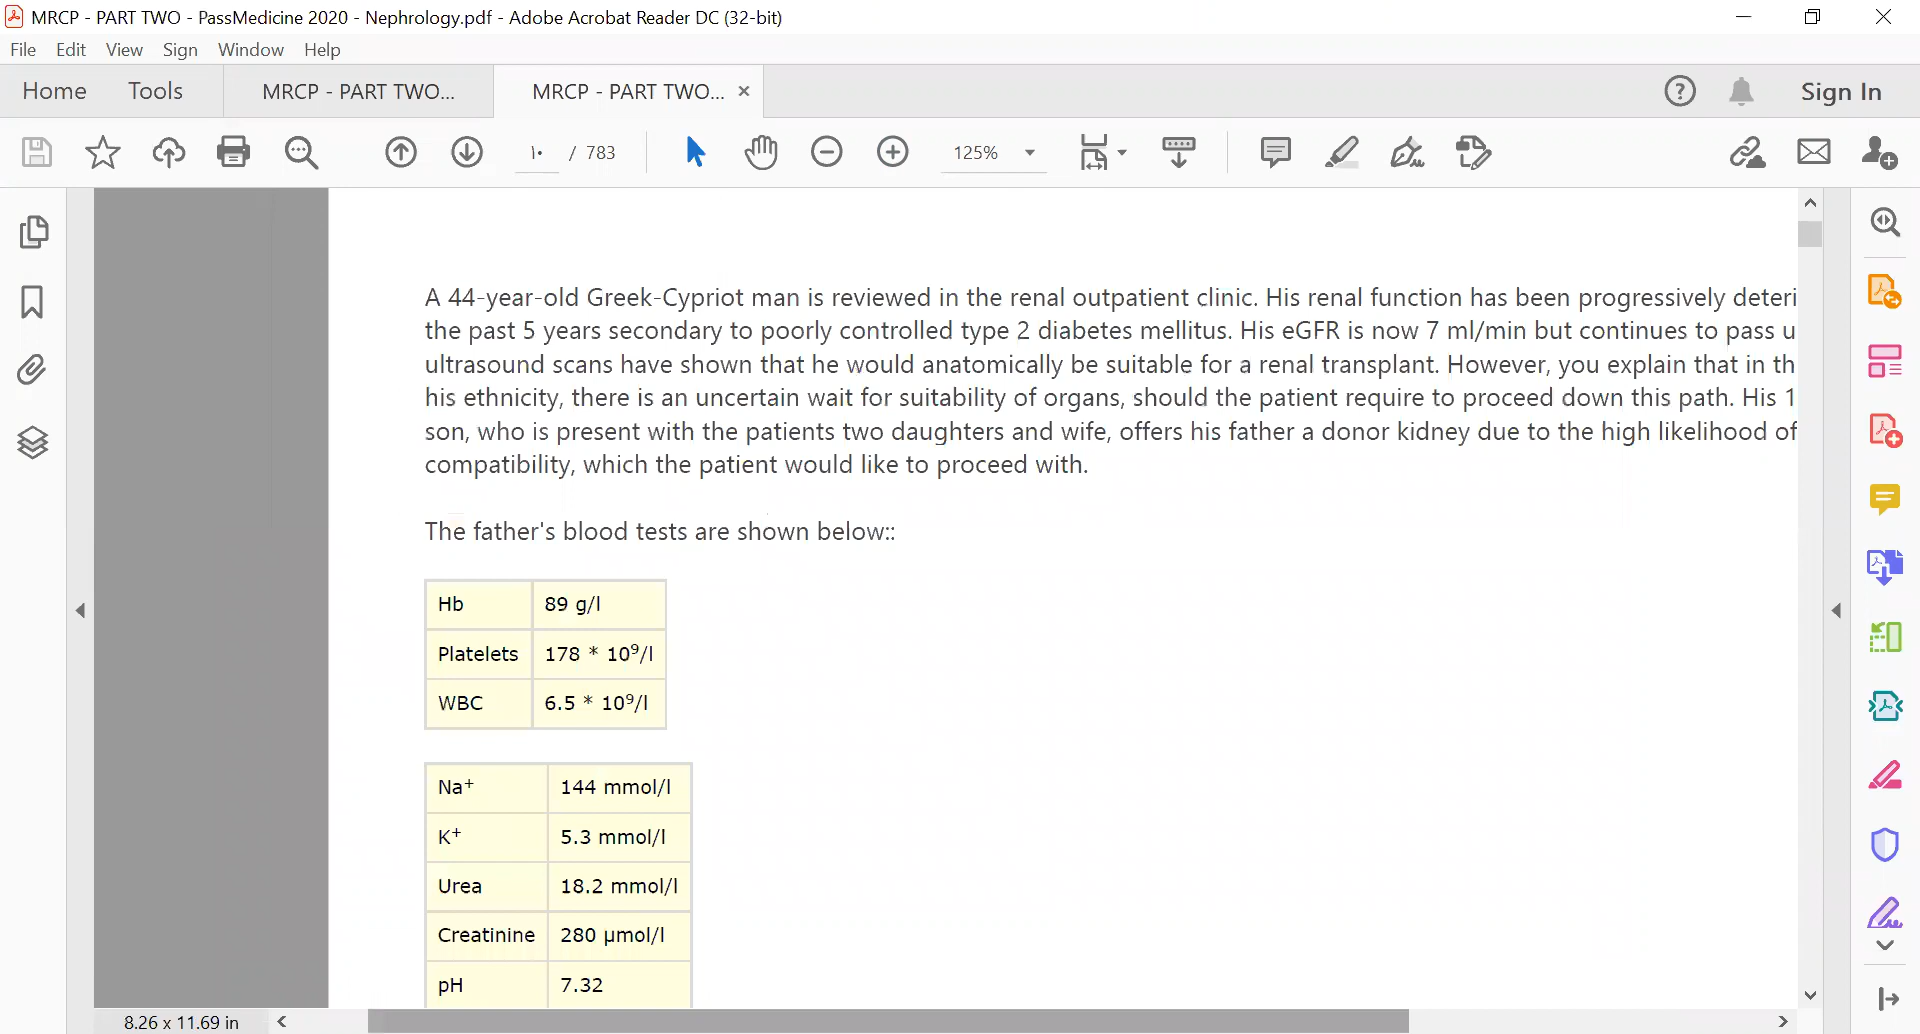 MRCP - PART TWO - PassMedicine 2020 - Nephrology.pdf - Adobe Acrobat Reader DC (32-bit)
File Edit View Sign Window Help
Home Tools MRCP - PART TWO... MRCP - PART TWO... × Sign In
١٠ / 783 125%
A 44-year-old Greek-Cypriot man is reviewed in the renal outpatient clinic. His renal function has been progressively deteri
the past 5 years secondary to poorly controlled type 2 diabetes mellitus. His eGFR is now 7 ml/min but continues to pass u
ultrasound scans have shown that he would anatomically be suitable for a renal transplant. However, you explain that in th
his ethnicity, there is an uncertain wait for suitability of organs, should the patient require to proceed down this path. His 1
son, who is present with the patients two daughters and wife, offers his father a donor kidney due to the high likelihood of
compatibility, which the patient would like to proceed with.
The father's blood tests are shown below::
Hb 89 g/l
Platelets 178 * 10⁹/l
WBC 6.5 * 10⁹/l
Na⁺ 144 mmol/l
K⁺ 5.3 mmol/l
Urea 18.2 mmol/l
Creatinine 280 µmol/l
pH 7.32
8.26 x 11.69 in